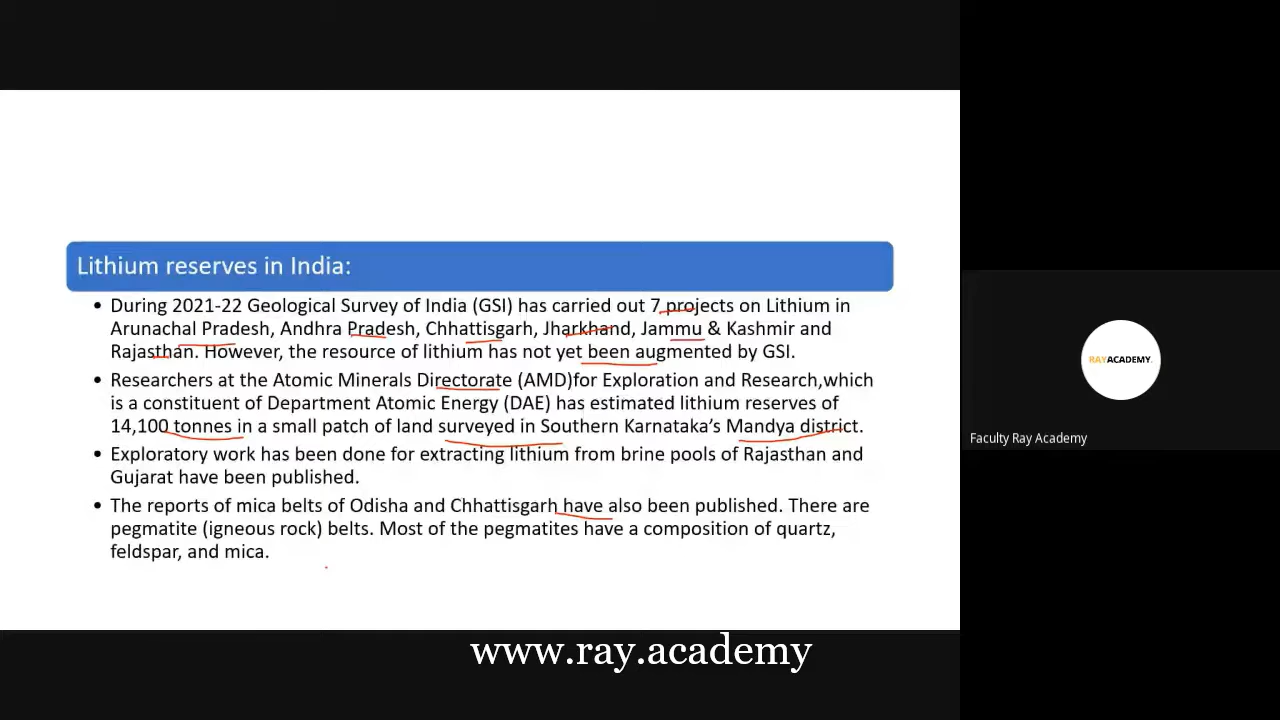 Lithium reserves in India:
• During 2021-22 Geological Survey of India (GSI) has carried out 7 projects on Lithium in
Arunachal Pradesh, Andhra Pradesh, Chhattisgarh, Jharkhand, Jammu & Kashmir and
Rajasthan. However, the resource of lithium has not yet been augmented by GSI.
• Researchers at the Atomic Minerals Directorate (AMD)for Exploration and Research,which
is a constituent of Department Atomic Energy (DAE) has estimated lithium reserves of
14,100 tonnes in a small patch of land surveyed in Southern Karnataka’s Mandya district.
• Exploratory work has been done for extracting lithium from brine pools of Rajasthan and
Gujarat have been published.
• The reports of mica belts of Odisha and Chhattisgarh have also been published. There are
pegmatite (igneous rock) belts. Most of the pegmatites have a composition of quartz,
feldspar, and mica.
RAYACADEMY.
Faculty Ray Academy
www.ray.academy